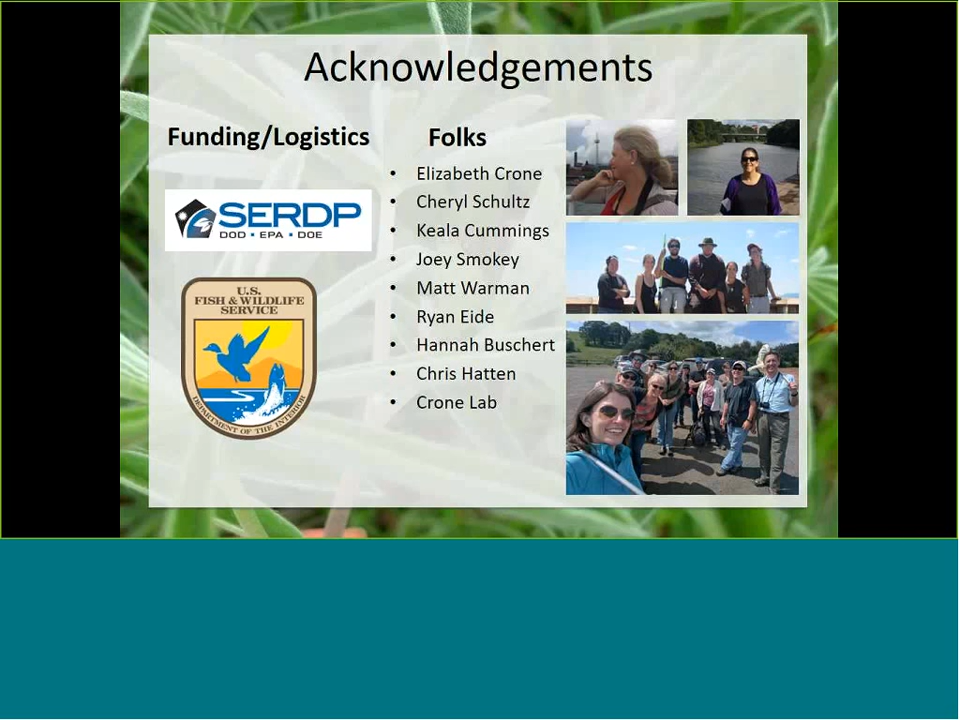 Acknowledgements
Funding/Logistics
SERDP
DOD • EPA • DOE
U.S.
FISH & WILDLIFE
SERVICE
DEPARTMENT OF THE INTERIOR
Folks
• Elizabeth Crone
• Cheryl Schultz
• Keala Cummings
• Joey Smokey
• Matt Warman
• Ryan Eide
• Hannah Buschert
• Chris Hatten
• Crone Lab